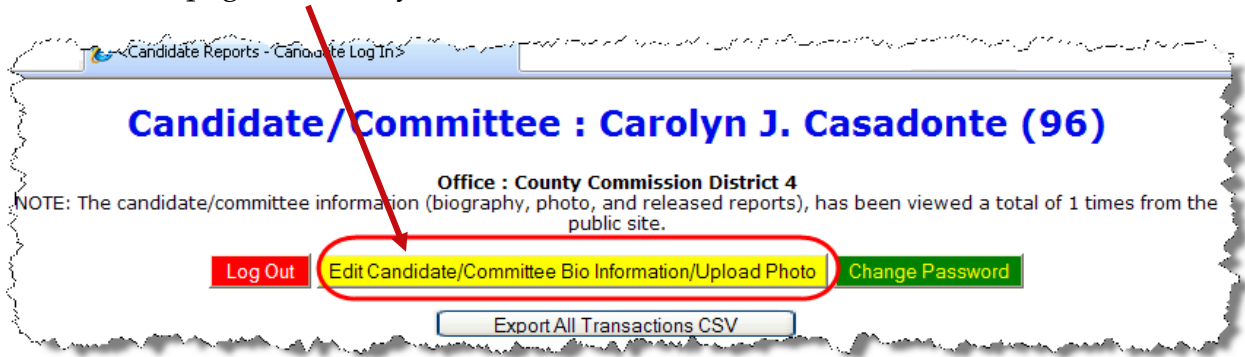 <Candidate Reports - Candidate Log In>
Candidate/Committee : Carolyn J. Casadonte (96)
Office : County Commission District 4
NOTE: The candidate/committee information (biography, photo, and released reports), has been viewed a total of 1 times from the
public site.
Log Out Edit Candidate/Committee Bio Information/Upload Photo Change Password
Export All Transactions CSV